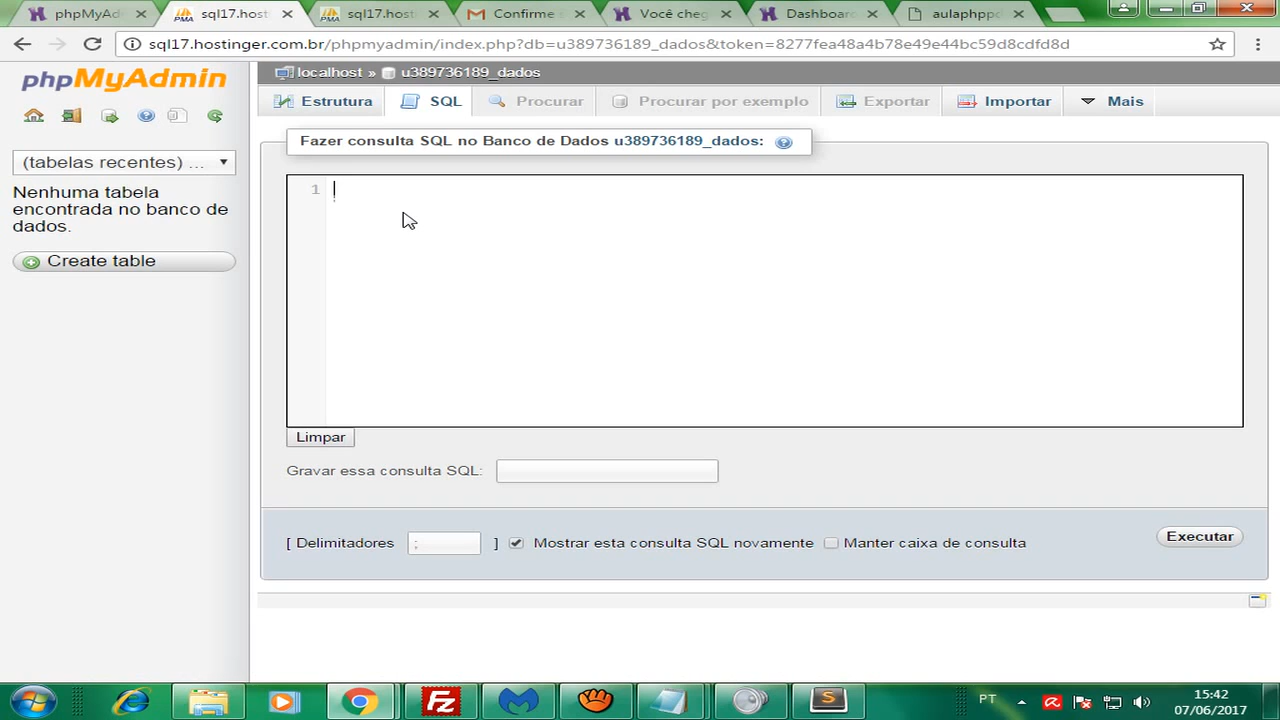 phpMyAd
sql17.host
sql17.host
Confirme
Você cheg
Dashboard
aulaphppd
sql17.hostinger.com.br/phpmyadmin/index.php?db=u389736189_dados&token=8277fea48a4b78e49e44bc59d8cdfd8d
phpMyAdmin
localhost » u389736189_dados
Estrutura
SQL
Procurar
Procurar por exemplo
Exportar
Importar
Mais
(tabelas recentes) ...
Nenhuma tabela
encontrada no banco de
dados.
Create table
Fazer consulta SQL no Banco de Dados u389736189_dados:
1
Limpar
Gravar essa consulta SQL:
[ Delimitadores ; ] Mostrar esta consulta SQL novamente Manter caixa de consulta
Executar
PT
15:42
07/06/2017